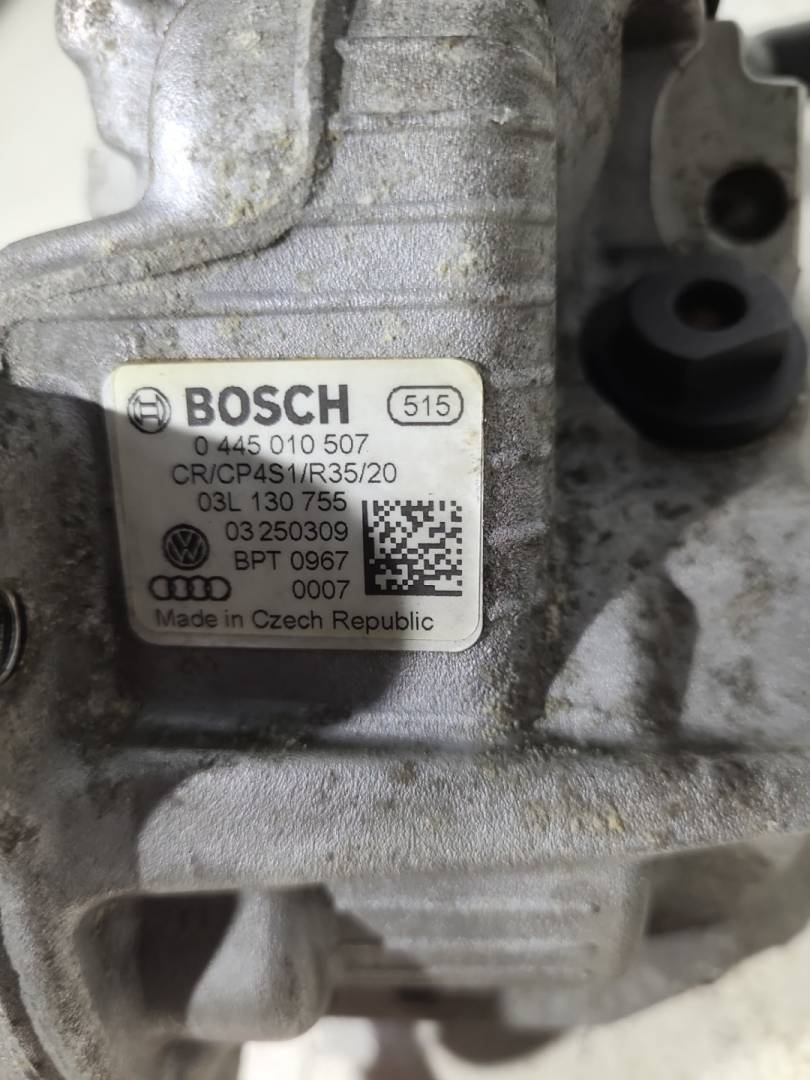 BOSCH 515
0 445 010 507
CR/CP4S1/R35/20
03L 130 755
03 250309
BPT 0967
0007
Made in Czech Republic